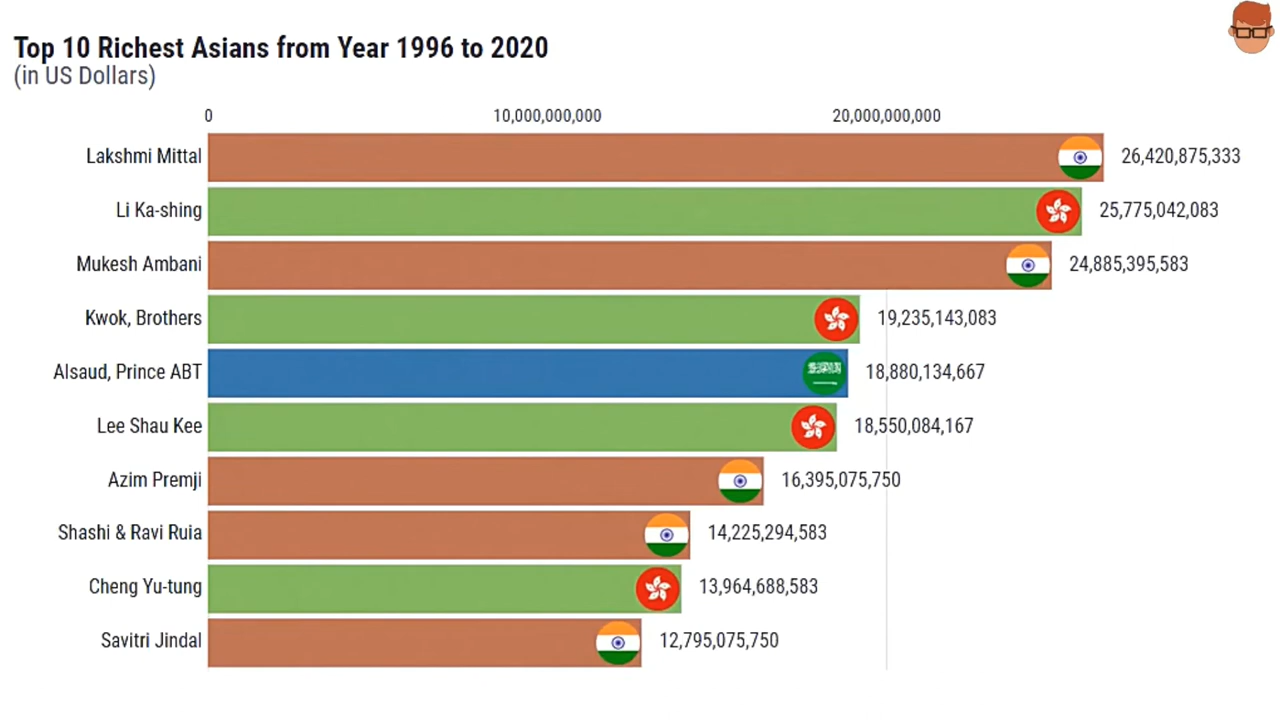 Top 10 Richest Asians from Year 1996 to 2020
(in US Dollars)
0 10,000,000,000 20,000,000,000
Lakshmi Mittal 26,420,875,333
Li Ka-shing 25,775,042,083
Mukesh Ambani 24,885,395,583
Kwok, Brothers 19,235,143,083
Alsaud, Prince ABT 18,880,134,667
Lee Shau Kee 18,550,084,167
Azim Premji 16,395,075,750
Shashi & Ravi Ruia 14,225,294,583
Cheng Yu-tung 13,964,688,583
Savitri Jindal 12,795,075,750